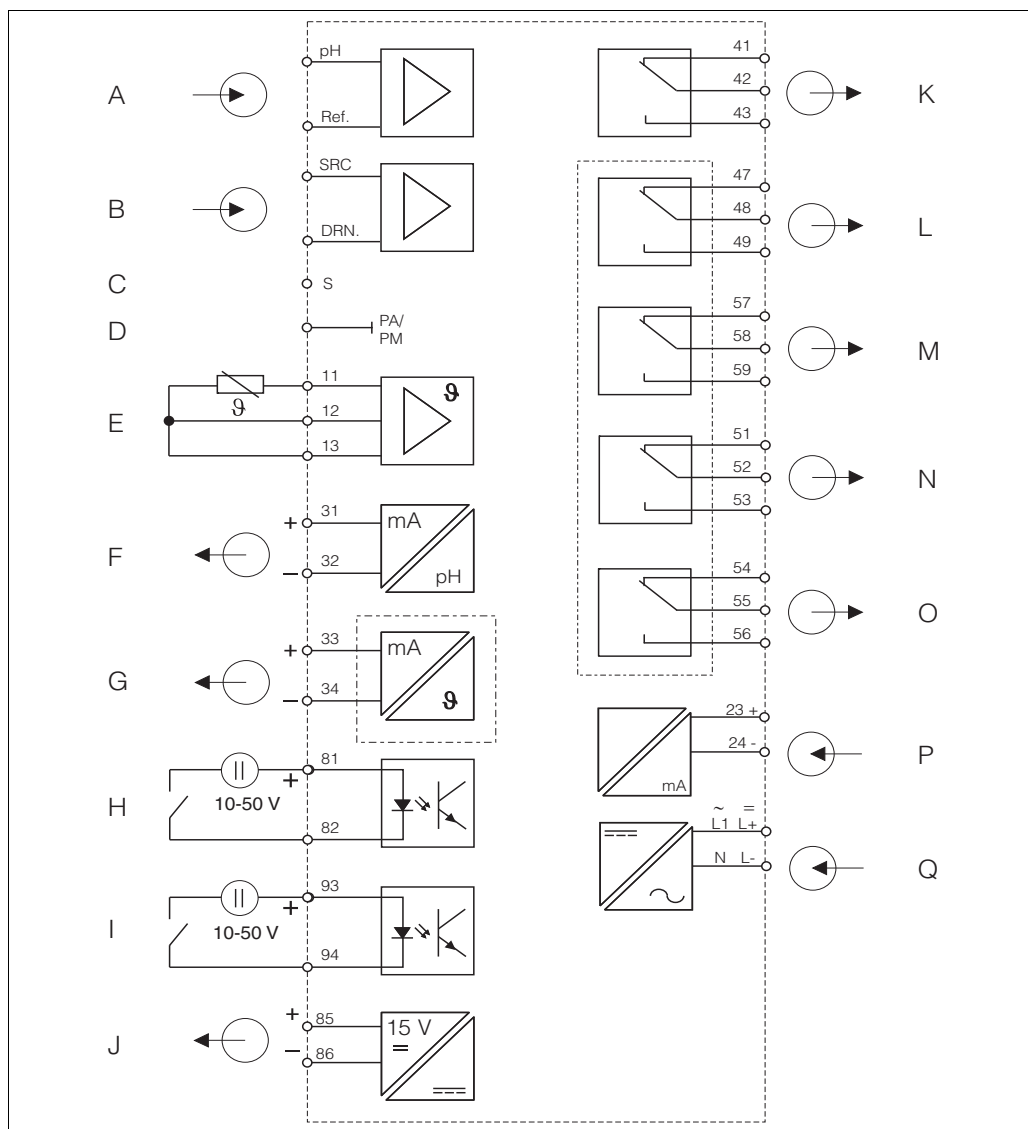 A
pH
Ref.
B
SRC
DRN.
C
S
D
PA/
PM
E
ϑ
11
12
13
ϑ
F
+
31
−
32
mA
pH
G
+
33
−
34
mA
ϑ
H
10-50 V
+
81
82
I
10-50 V
+
93
94
J
+
85
−
86
15 V
=
41
42
43
K
47
48
49
L
57
58
59
M
51
52
53
N
54
55
56
O
mA
23 +
24 -
P
~ =
L1 L+
N L-
Q